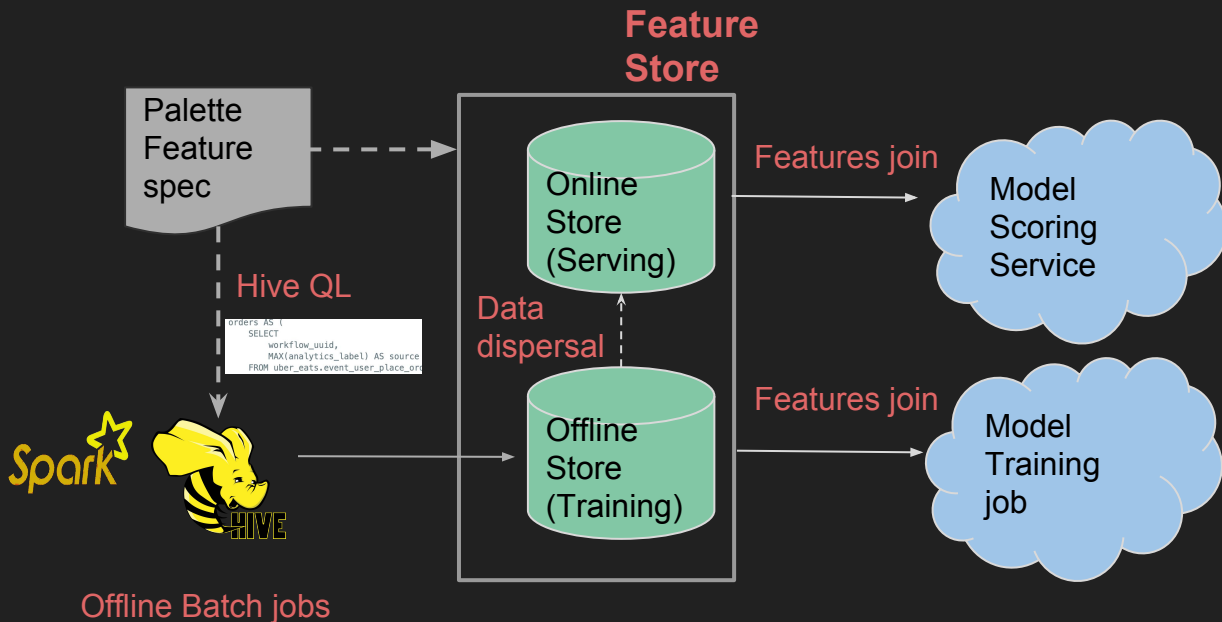 Feature
Store
Palette
Feature
spec
Online
Store
(Serving)
Features join
Model
Scoring
Service
Hive QL
orders AS (
SELECT
workflow_uuid,
MAX(analytics_label) AS source
FROM uber_eats.event_user_place_ord
Data
dispersal
Spark
HIVE
Offline
Store
(Training)
Features join
Model
Training
job
Offline Batch jobs